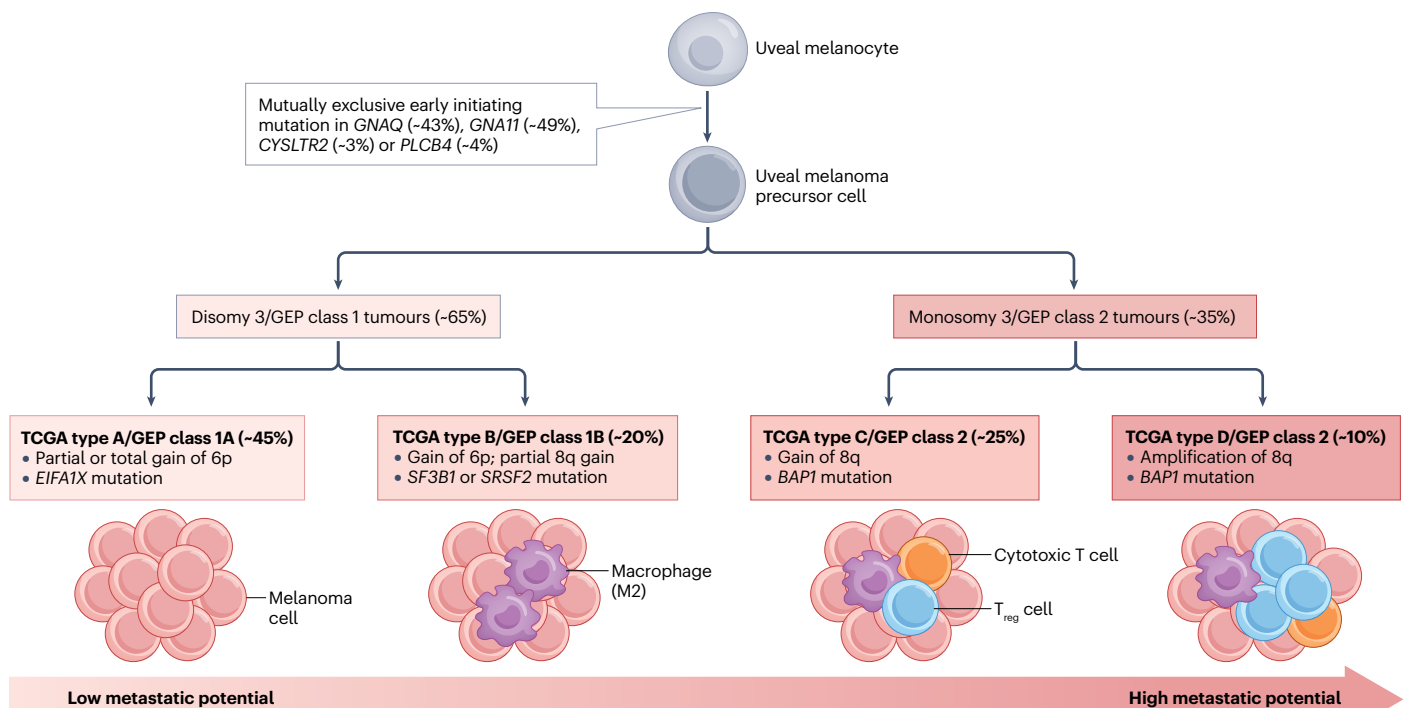 Uveal melanocyte
Mutually exclusive early initiating
mutation in GNAQ (~43%), GNA11 (~49%),
CYSLTR2 (~3%) or PLCB4 (~4%)
Uveal melanoma
precursor cell
Disomy 3/GEP class 1 tumours (~65%)
Monosomy 3/GEP class 2 tumours (~35%)
TCGA type A/GEP class 1A (~45%)
• Partial or total gain of 6p
• EIFA1X mutation
TCGA type B/GEP class 1B (~20%)
• Gain of 6p; partial 8q gain
• SF3B1 or SRSF2 mutation
TCGA type C/GEP class 2 (~25%)
• Gain of 8q
• BAP1 mutation
TCGA type D/GEP class 2 (~10%)
• Amplification of 8q
• BAP1 mutation
Melanoma
cell
Macrophage
(M2)
Cytotoxic T cell
Treg cell
Low metastatic potential
High metastatic potential